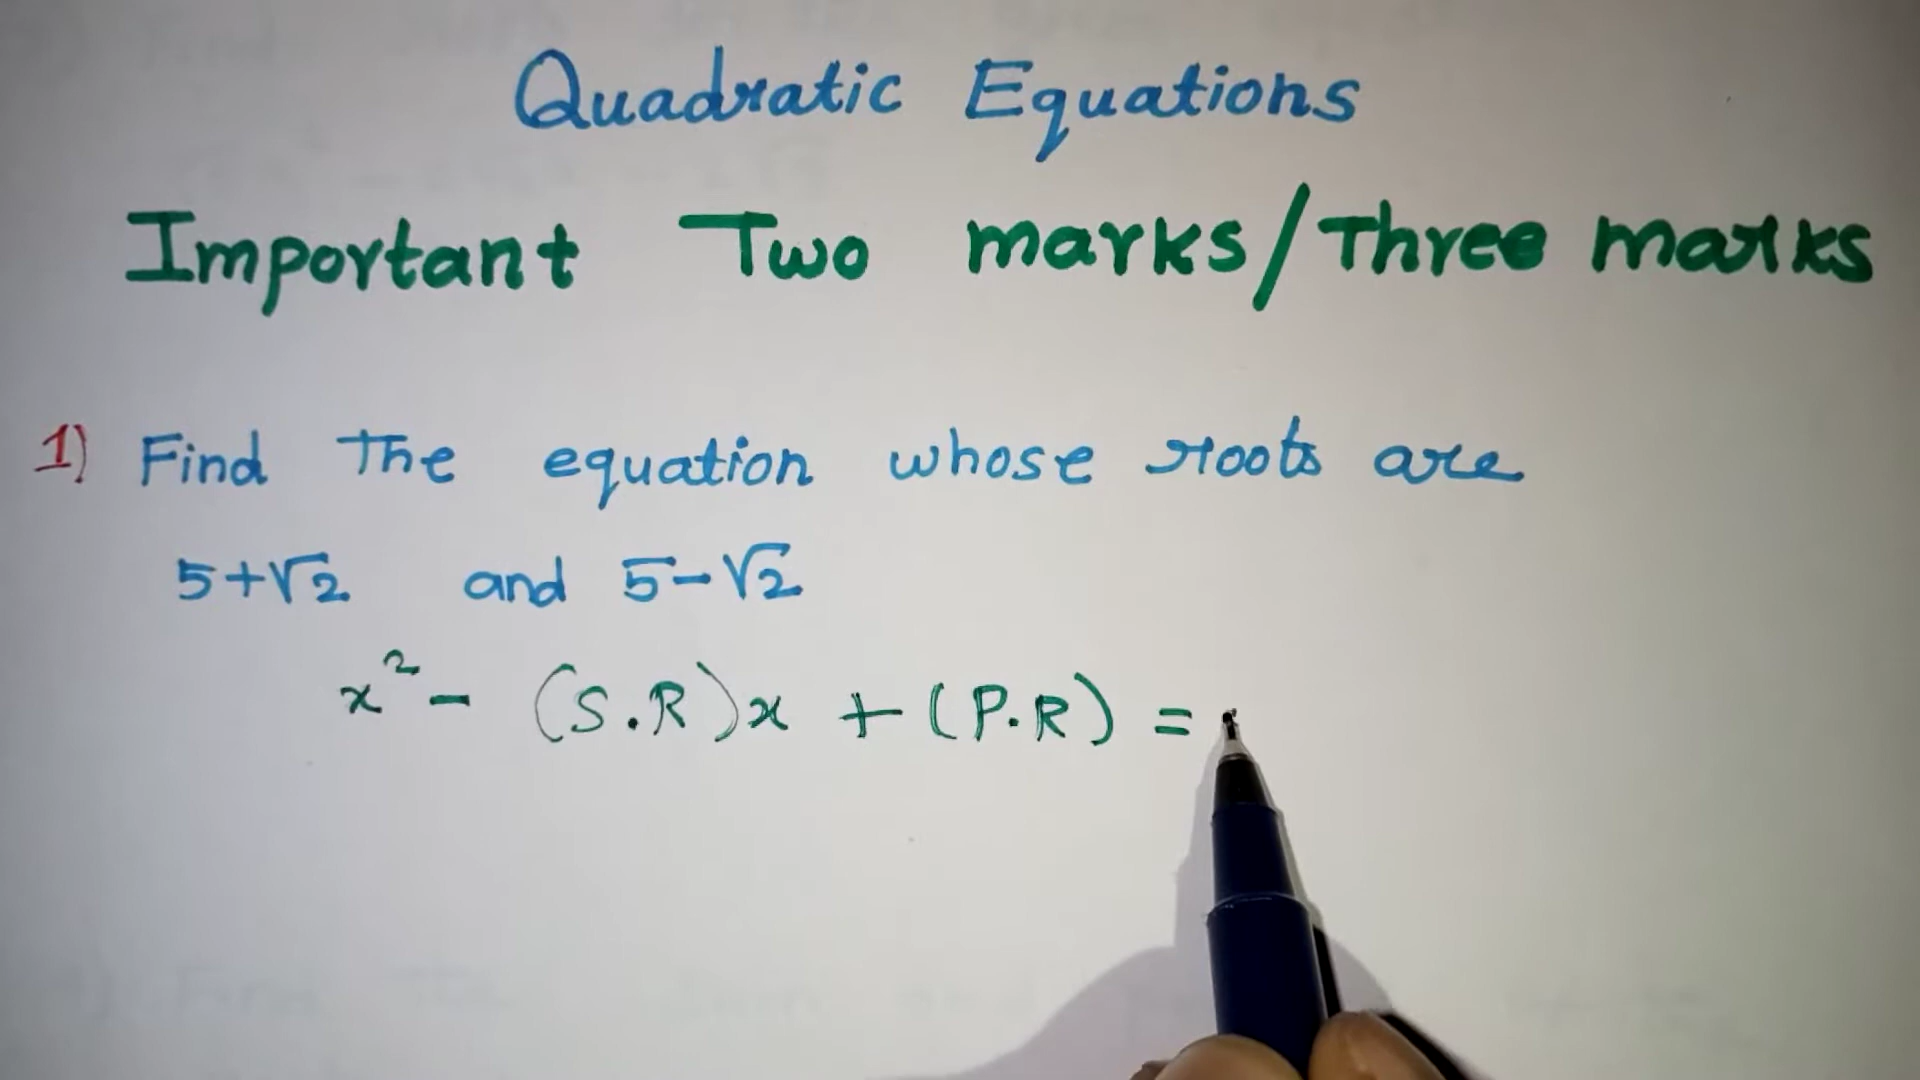 Quadratic Equations
Important Two marks/Three marks
1) Find the equation whose roots are
5+√2 and 5-√2
x² - (S.R)x + (P.R) =